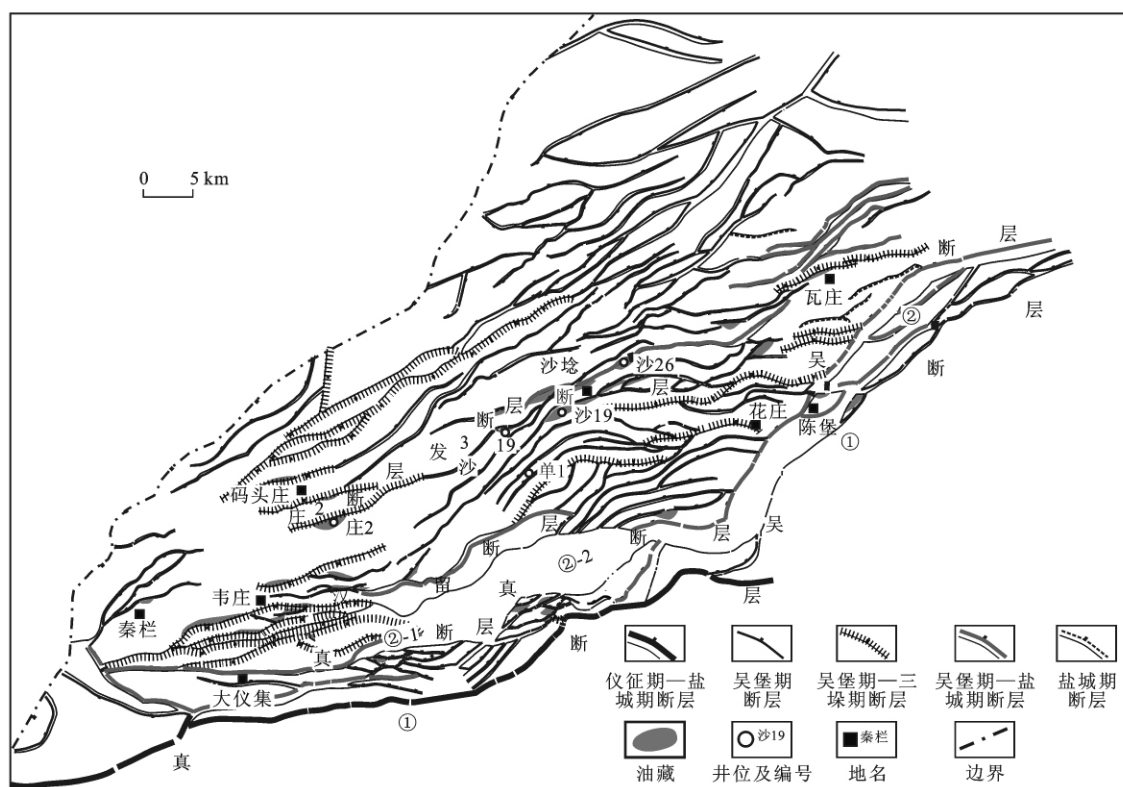 0 5 km
断 层
瓦庄
②
层
沙埝
沙26
吴
断
断 层
断 层
沙19
花庄
陈堡
①
19
发 3
沙
层
单1
码头庄
断
庄2
庄2
层
断
断 层
吴
②-2
汉 留
真
韦庄
秦栏
层
②-1
断 层
断
真
大仪集
①
真
仪征期—盐城期断层
吴堡期断层
吴堡期—三垛期断层
吴堡期—盐城期断层
盐城期断层
沙19
秦栏
油藏
井位及编号
地名
边界